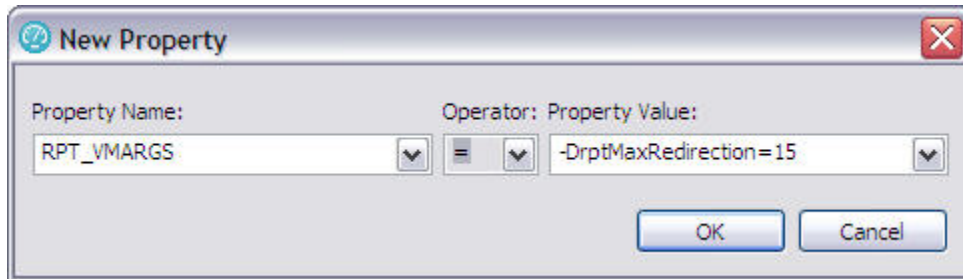 New Property
Property Name: Operator: Property Value:
RPT_VMARGS = -DrptMaxRedirection=15
OK Cancel